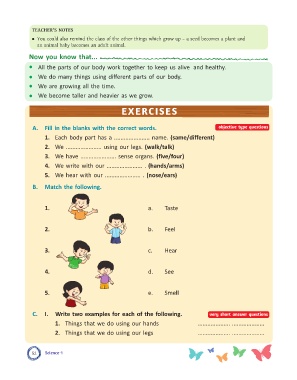 TEACHER'S NOTES
• You could also remind the class of the other things which grow up – a seed becomes a plant and
an animal baby becomes an adult animal.
Now you know that...
• All the parts of our body work together to keep us alive and healthy.
• We do many things using different parts of our body.
• We are growing all the time.
• We become taller and heavier as we grow.
EXERCISES
A. Fill in the blanks with the correct words. objective type questions
1. Each body part has a .................... name. (same/different)
2. We .................... using our legs. (walk/talk)
3. We have .................... sense organs. (five/four)
4. We write with our .................... . (hands/arms)
5. We hear with our .................... . (nose/ears)
B. Match the following.
1. a. Taste
2. b. Feel
3. c. Hear
4. d. See
5. e. Smell
C. I. Write two examples for each of the following. very short answer questions
1. Things that we do using our hands .................... ....................
2. Things that we do using our legs .................... ....................
Science-1